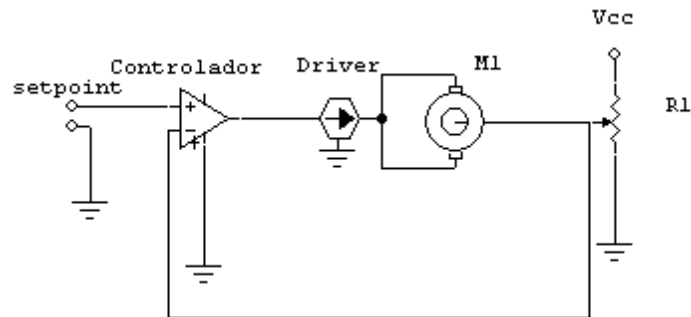 Vcc
Controlador
Driver
M1
setpoint
R1